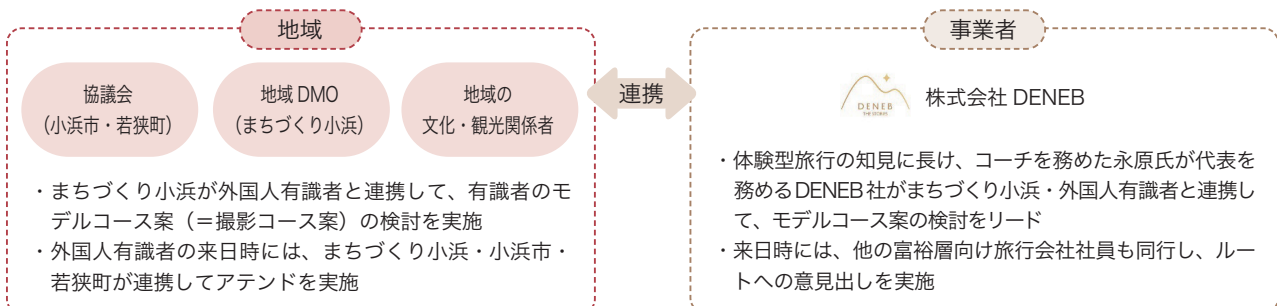 地域
協議会
(小浜市・若狭町)
地域 DMO
(まちづくり小浜)
地域の
文化・観光関係者
・まちづくり小浜が外国人有識者と連携して、有識者のモ
デルコース案（＝撮影コース案）の検討を実施
・外国人有識者の来日時には、まちづくり小浜・小浜市・
若狭町が連携してアテンドを実施
連携
事業者
DENEB
THE STORIES
株式会社 DENEB
・体験型旅行の知見に長け、コーチを務めた永原氏が代表を
務めるDENEB社がまちづくり小浜・外国人有識者と連携し
て、モデルコース案の検討をリード
・来日時には、他の富裕層向け旅行会社社員も同行し、ルー
トへの意見出しを実施